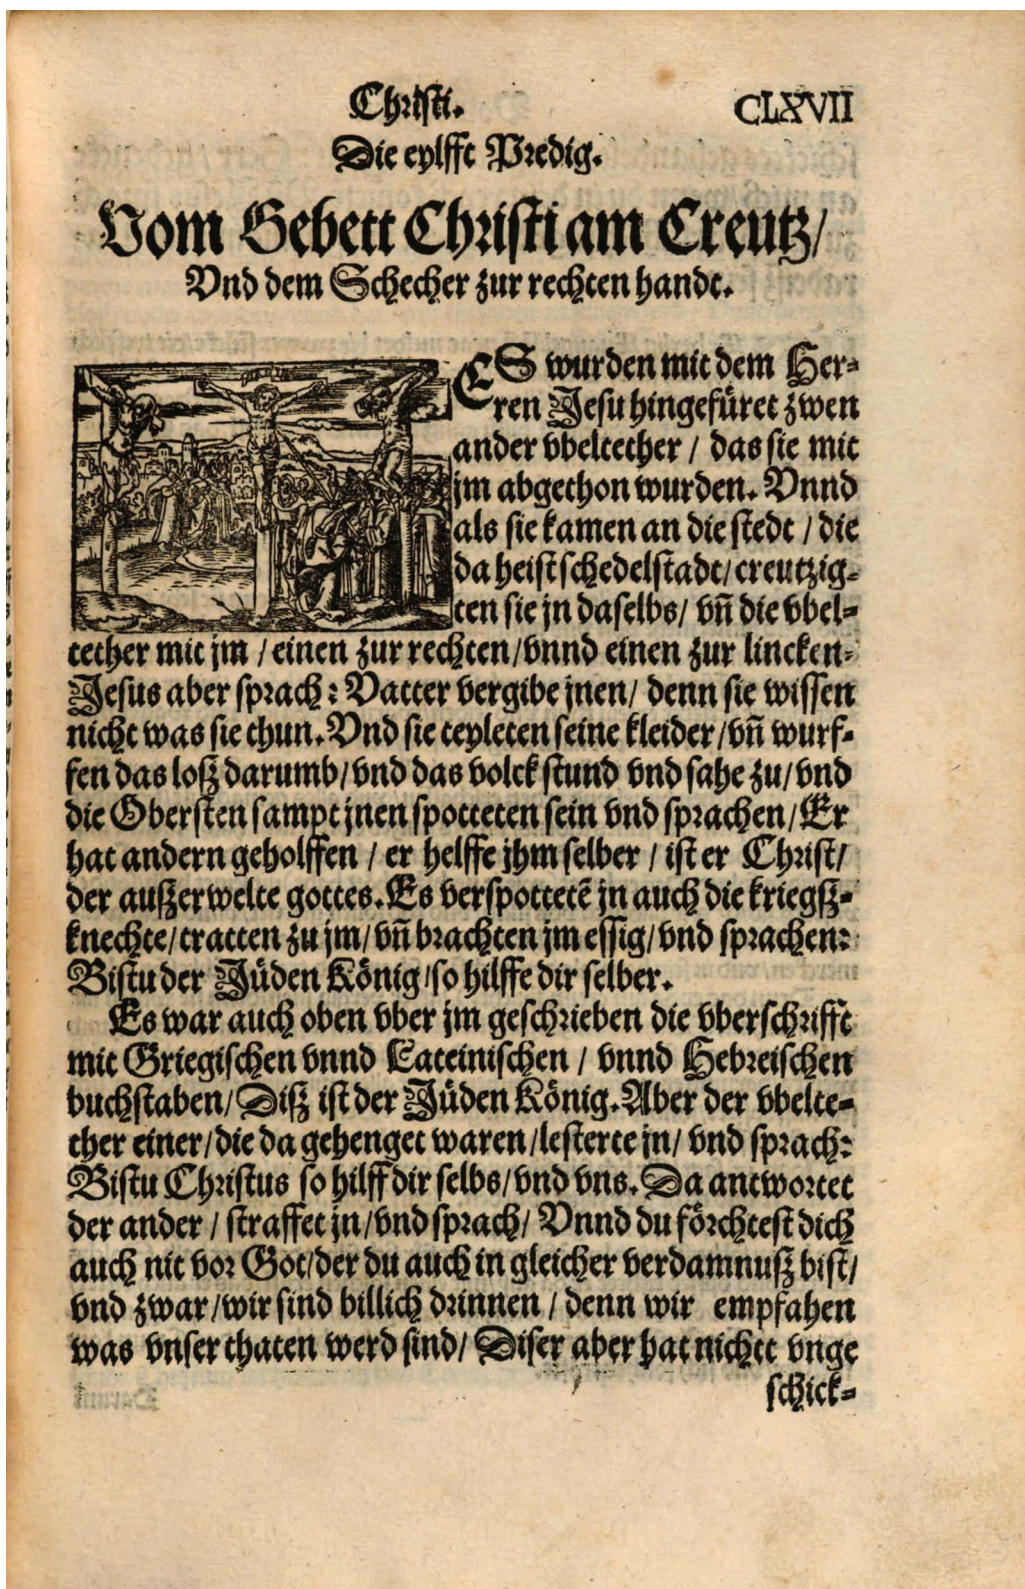 Christi.
CLXVII
Die eylfft Predig.
Vom Gebett Christi am Creutz/
Vnd dem Schecher zur rechten handt.
ES wurden mit dem Her-
ren Jesu hingefüret zwen
ander vbeltether / das sie mit
jm abgethon wurden. Vnnd
als sie kamen an die stedt / die
da heist schedelstadt/ creutzig-
ten sie jn daselbs/ vñ die vbel-
tether mit jm / einen zur rechten/vnnd einen zur lincken-
Jesus aber sprach: Vatter vergibe jnen/ denn sie wissen
nicht was sie thun. Vnd sie teyleten seine kleider/vñ wurf-
fen das loß darumb/vnd das volck stund vnd sahe zu/vnd
die Obersten sampt jnen spotteten sein vnd sprachen/Er
hat andern geholffen / er helffe jhm selber / ist er Christ/
der außerwelte gottes. Es verspottetē jn auch die kriegß-
knechte/tratten zu jm/vñ brachten jm essig/vnd sprachen:
Bistu der Jüden König/so hilffe dir selber.
Es war auch oben vber jm geschrieben die vberschrifft
mit Griegischen vnnd Lateinischen / vnnd Hebreischen
buchstaben/Diß ist der Jüden König. Aber der vbelte-
ther einer/die da gehenget waren/lesterte jn/ vnd sprach:
Bistu Christus so hilff dir selbs/vnd vns. Da antwortet
der ander / straffet jn/vnd sprach/ Vnnd du förchtest dich
auch nit vor Got/der du auch in gleicher verdamnuß bist/
vnd zwar/wir sind billich drinnen / denn wir empfahen
was vnser thaten werd sind/ Diser aber hat nichtt vnge
schick-